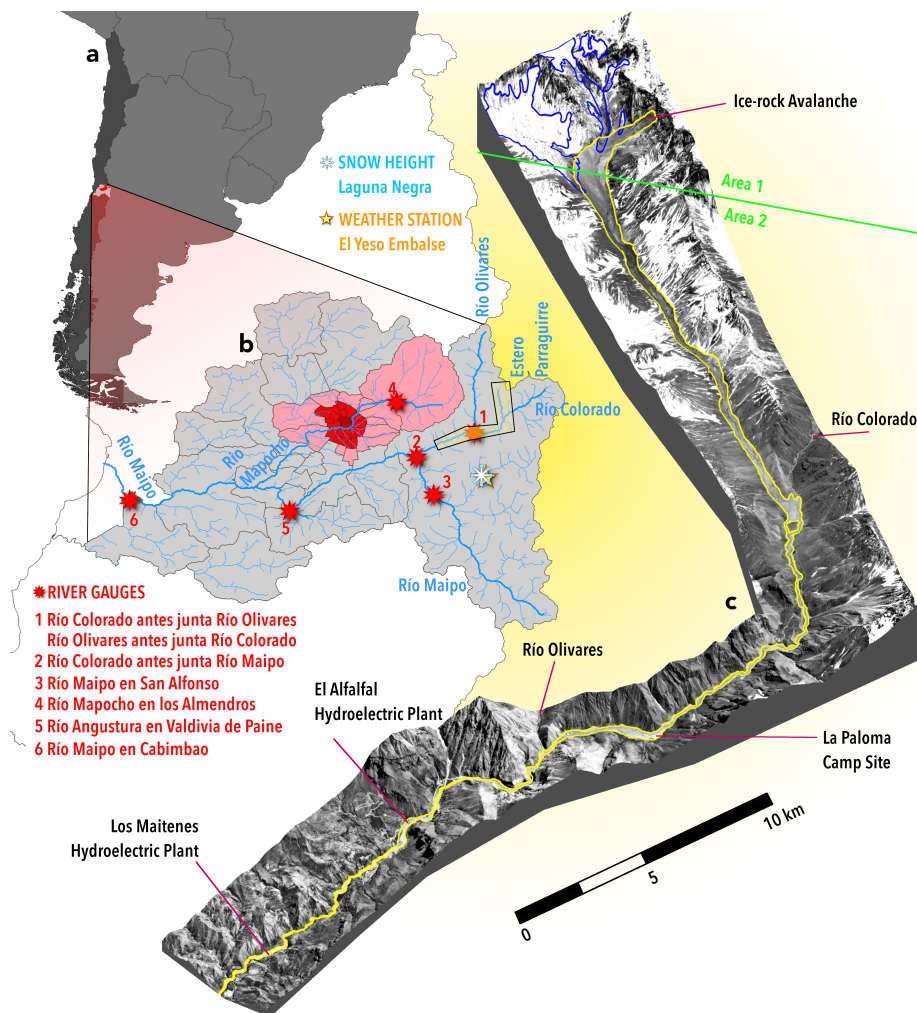 a
Ice-rock Avalanche
SNOW HEIGHT
Laguna Negra
Area 1
WEATHER STATION
Area 2
El Yeso Embalse
Río Olivares
b
Estero
Parraguirre
4
Río Colorado
1
Río Colorado
2
Río
Mapocho
Río Maipo
3
6
5
Río Maipo
RIVER GAUGES
1 Río Colorado antes junta Río Olivares
Río Olivares antes junta Río Colorado
2 Río Colorado antes junta Río Maipo
3 Río Maipo en San Alfonso
4 Río Mapocho en los Almendros
5 Río Angustura en Valdivia de Paine
6 Río Maipo en Cabimbao
c
Río Olivares
El Alfalfal
Hydroelectric Plant
La Paloma
Camp Site
Los Maitenes
Hydroelectric Plant
10 km
5
0